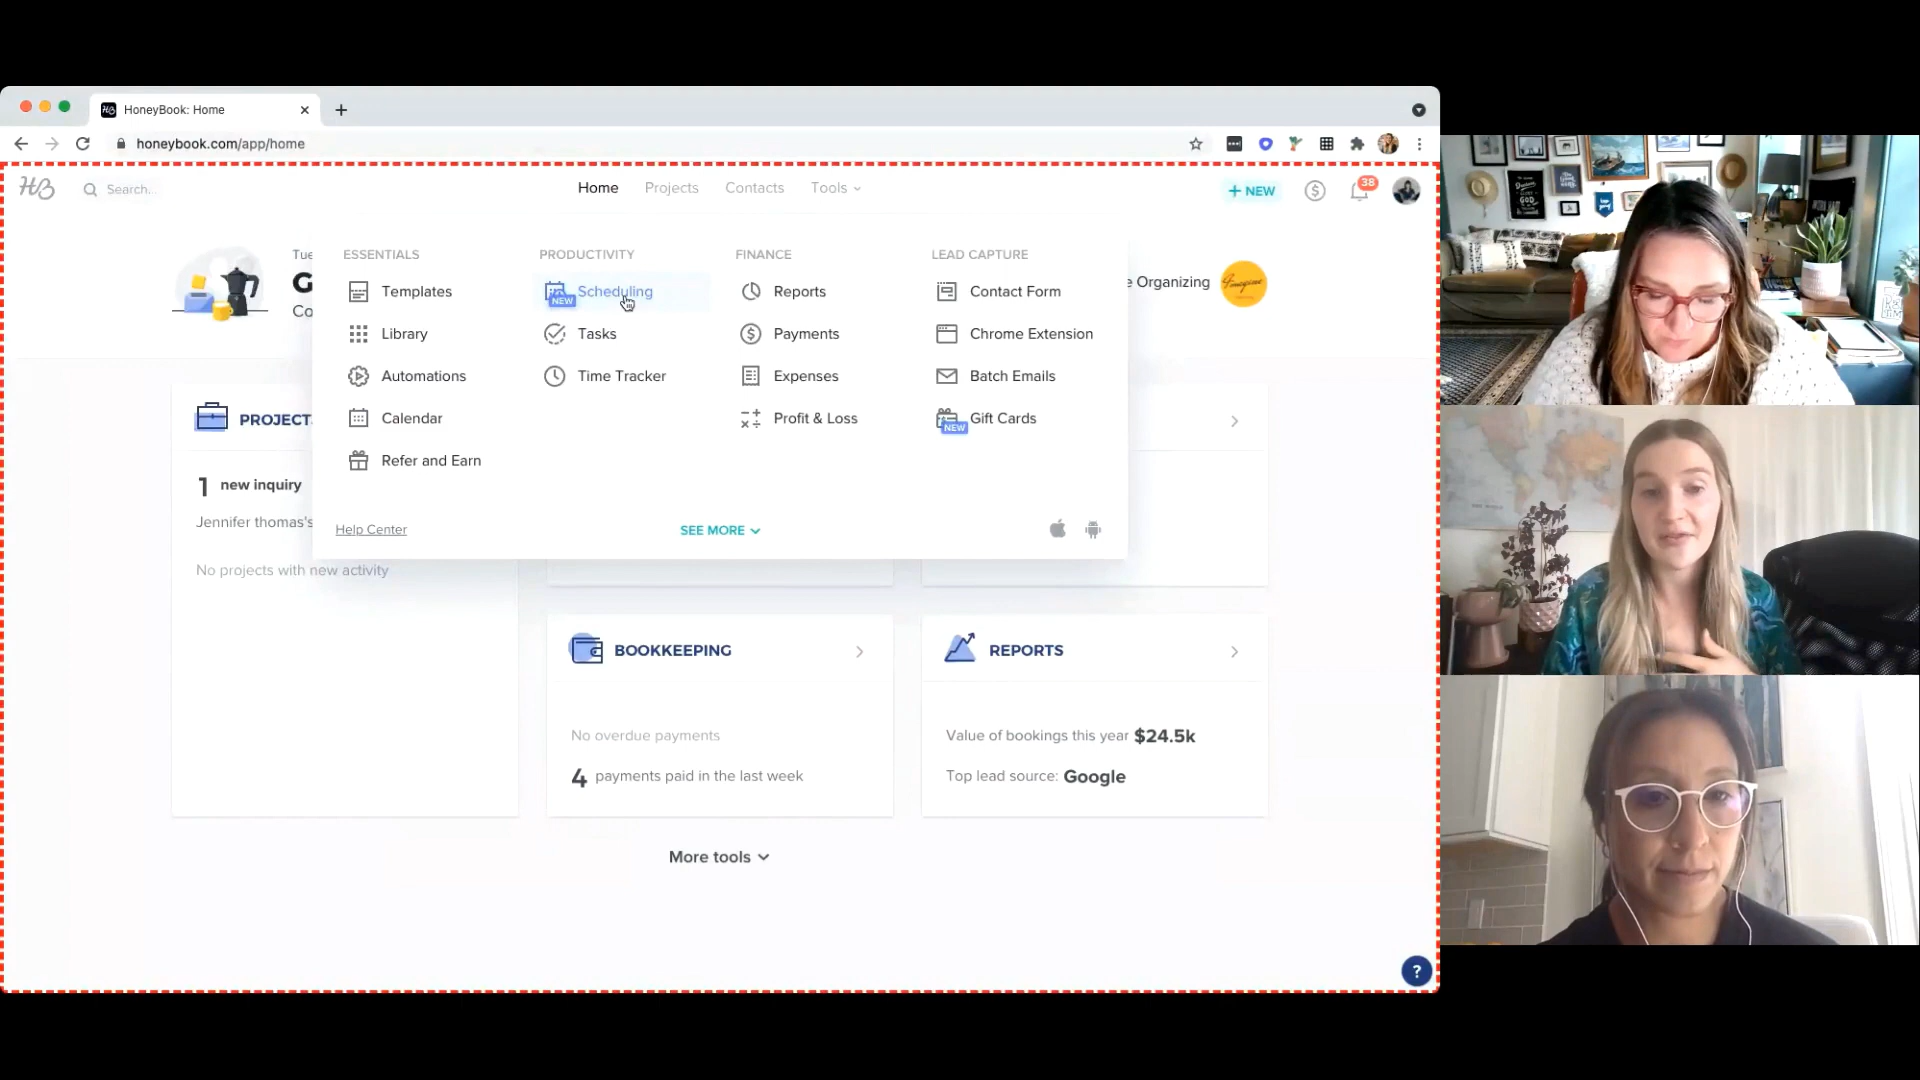 HoneyBook: Home
honeybook.com/app/home
HB
Search...
Home
Projects
Contacts
Tools
+ NEW
38
Tue
G
Co
e Organizing
ESSENTIALS
Templates
Library
Automations
Calendar
Refer and Earn
PRODUCTIVITY
Scheduling
NEW
Tasks
Time Tracker
FINANCE
Reports
Payments
Expenses
Profit & Loss
LEAD CAPTURE
Contact Form
Chrome Extension
Batch Emails
Gift Cards
NEW
Help Center
SEE MORE
PROJECT
1 new inquiry
Jennifer thomas's
No projects with new activity
BOOKKEEPING
No overdue payments
4 payments paid in the last week
REPORTS
Value of bookings this year $24.5k
Top lead source: Google
More tools
?